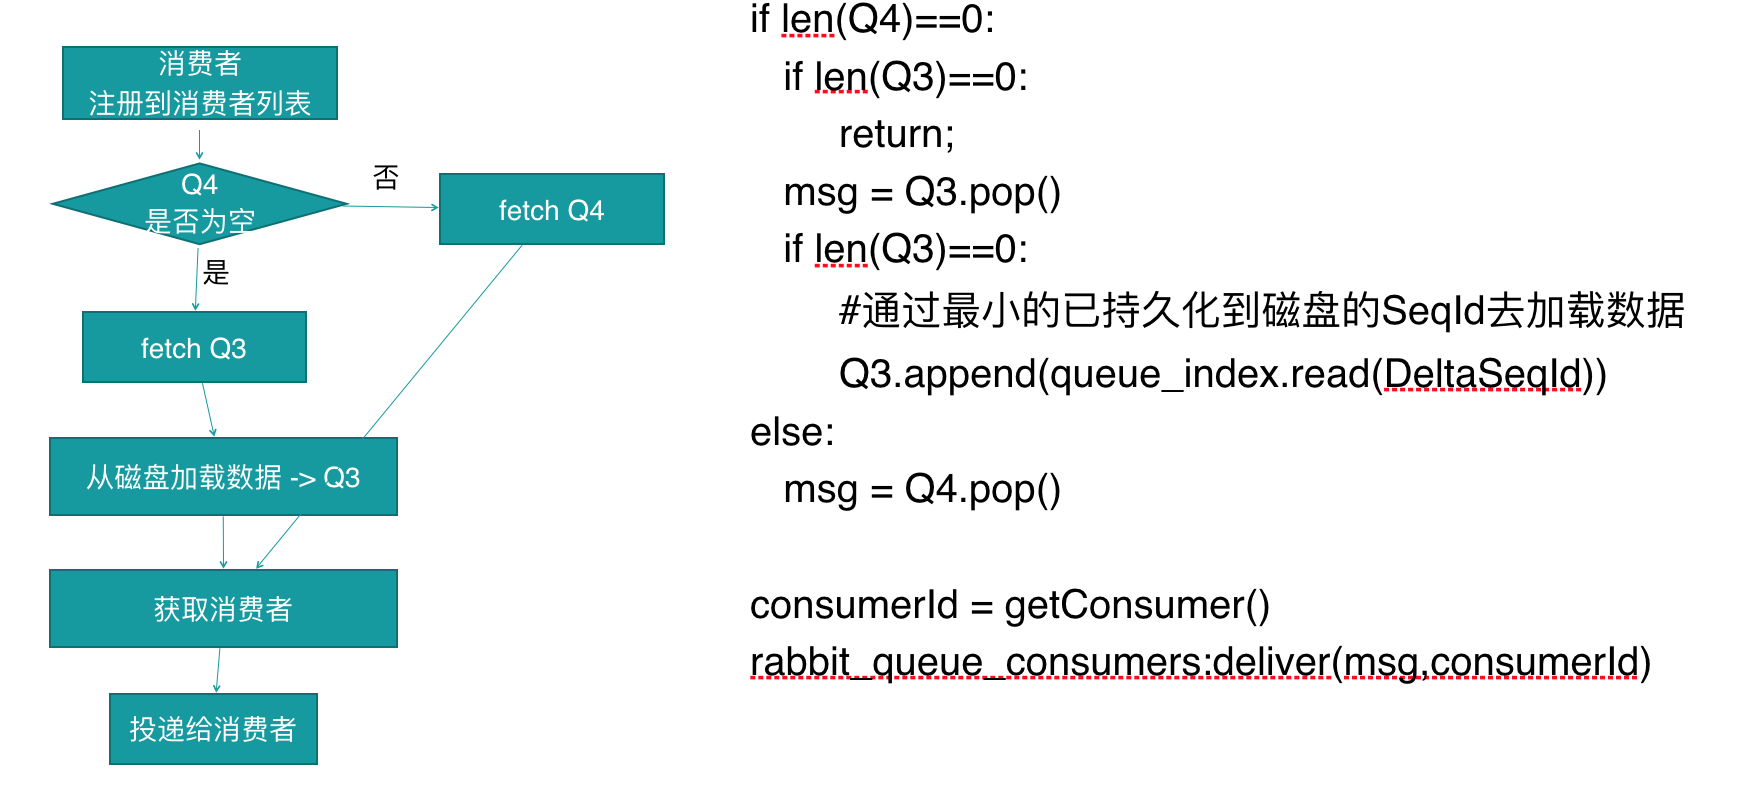 消费者
注册到消费者列表
Q4
是否为空
否
fetch Q4
是
fetch Q3
从磁盘加载数据 -> Q3
获取消费者
投递给消费者
if len(Q4)==0:
if len(Q3)==0:
return;
msg = Q3.pop()
if len(Q3)==0:
#通过最小的已持久化到磁盘的SeqId去加载数据
Q3.append(queue_index.read(DeltaSeqId))
else:
msg = Q4.pop()
consumerId = getConsumer()
rabbit_queue_consumers:deliver(msg,consumerId)